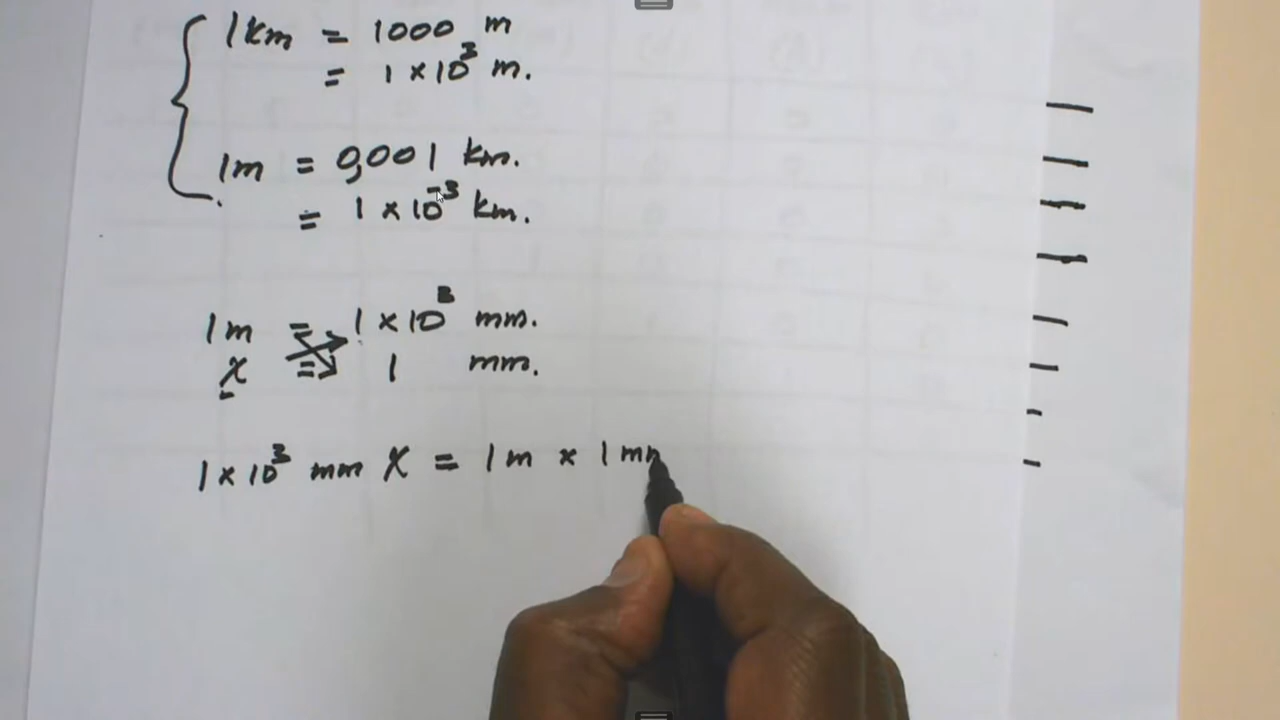 1km = 1000 m
= 1 × 10³ m.
1m = 0,001 km.
= 1 × 10⁻³ km.
1m = 1 × 10³ mm.
x = 1 mm.
1 × 10³ mm x = 1m × 1 mm